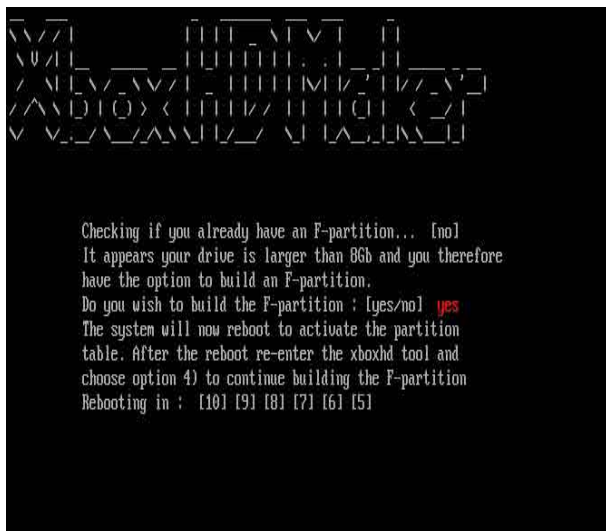 XboxHDMaker
Checking if you already have an F-partition... [no]
It appears your drive is larger than 8Gb and you therefore
have the option to build an F-partition.
Do you wish to build the F-partition : [yes/no] yes
The system will now reboot to activate the partition
table. After the reboot re-enter the xboxhd tool and
choose option 4) to continue building the F-partition
Rebooting in : [10] [9] [8] [7] [6] [5]